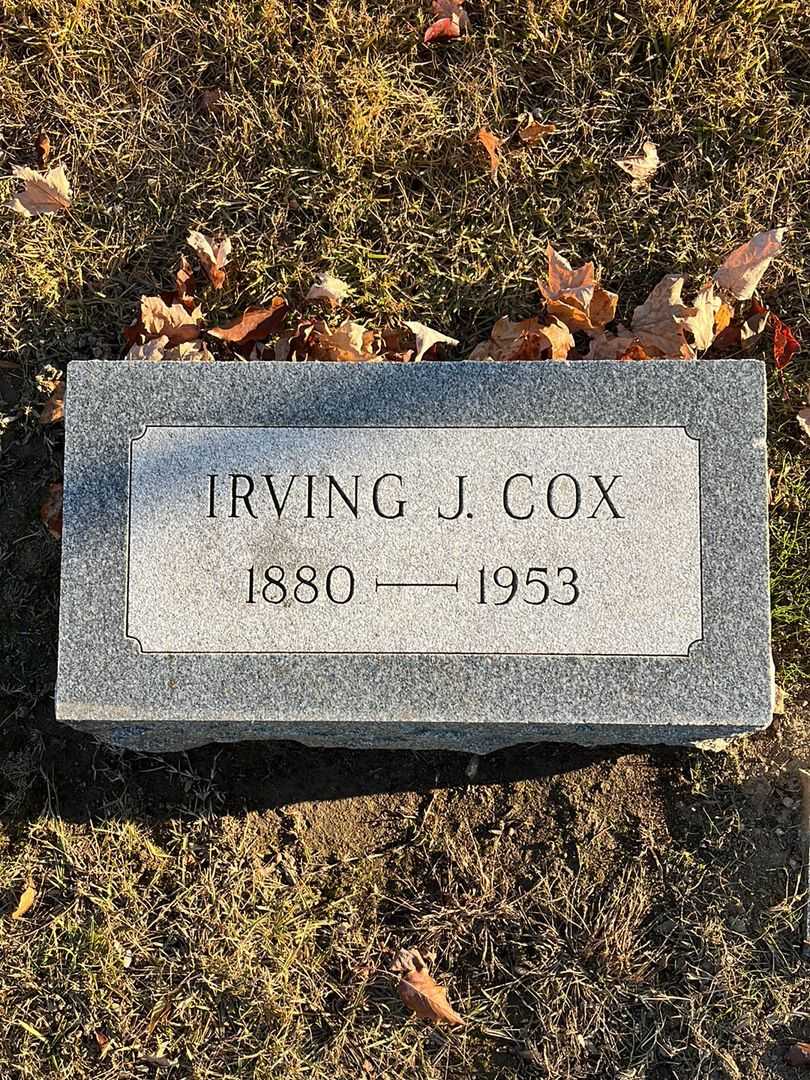 IRVING J. COX
1880 — 1953